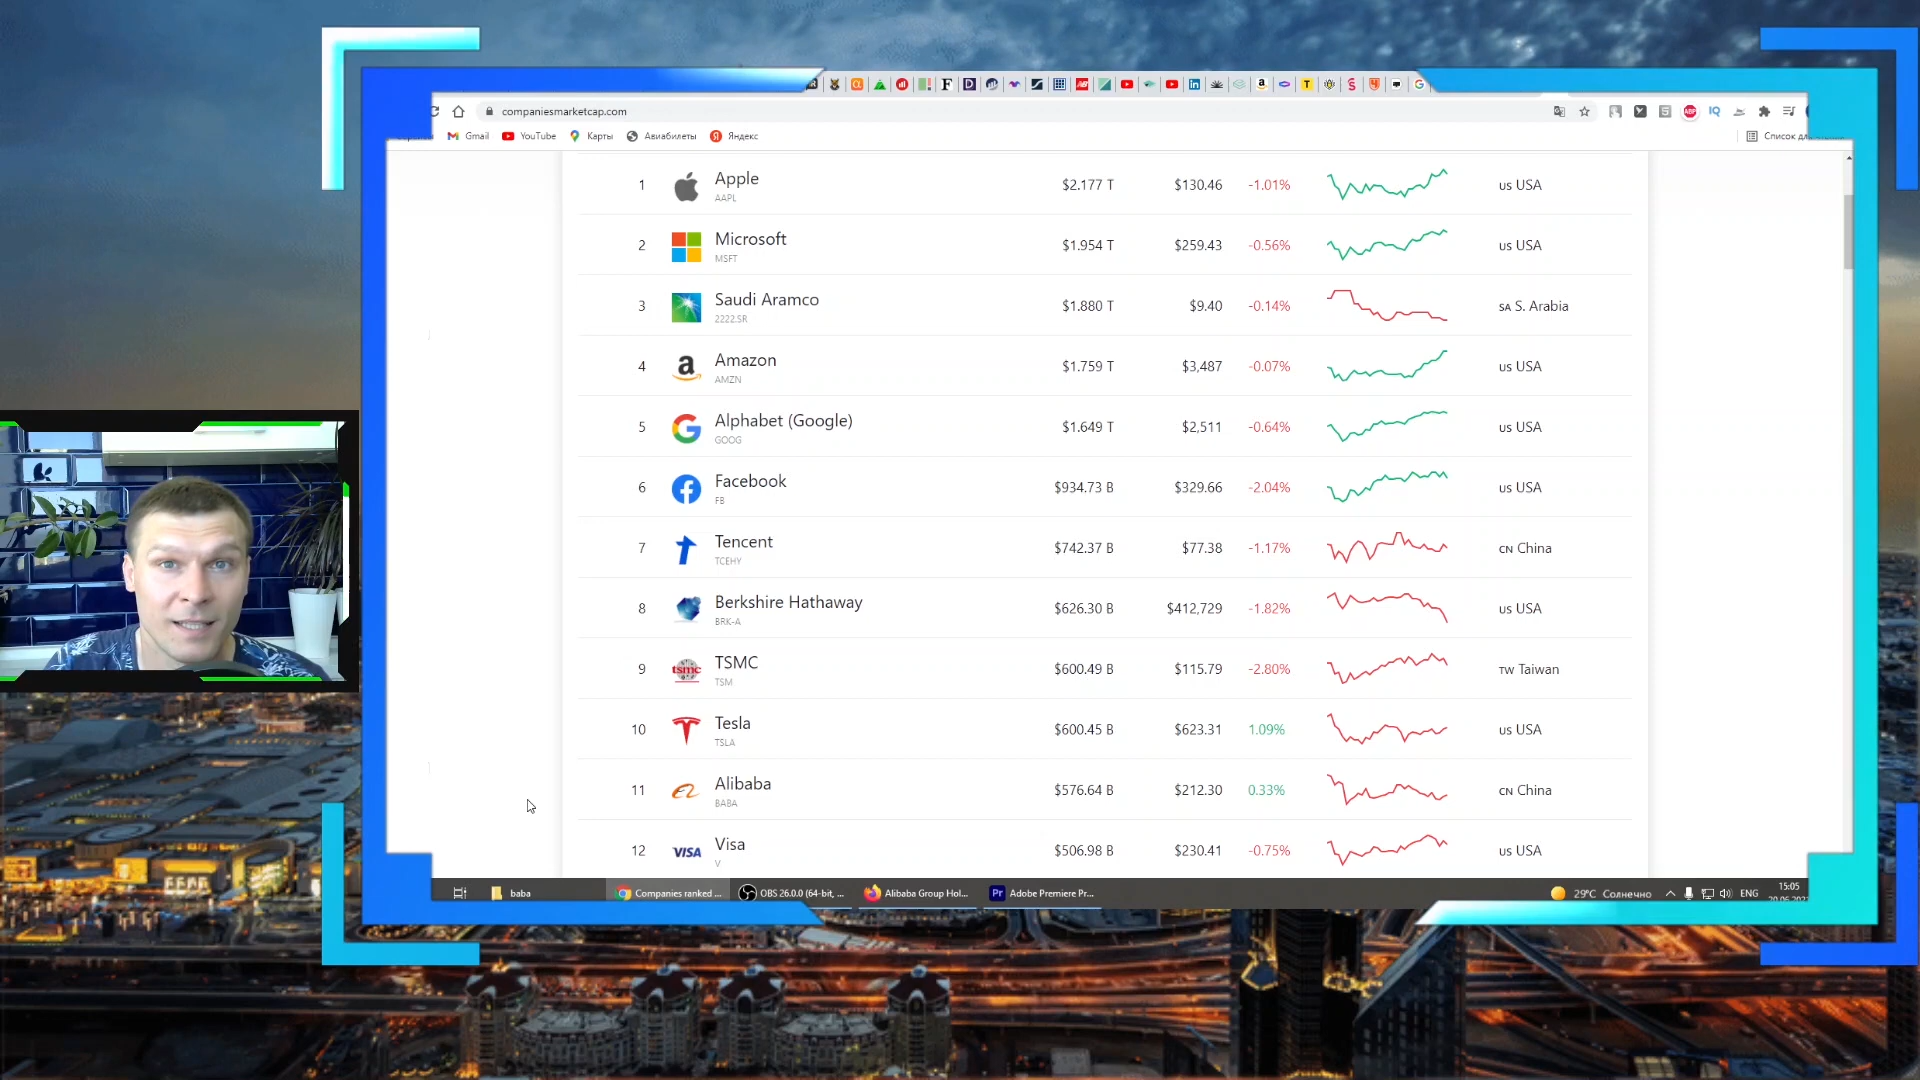 companiesmarketcap.com
Gmail YouTube Карты Авиабилеты Яндекс
1 Apple $2.177 T $130.46 -1.01% US USA
AAPL
2 Microsoft $1.954 T $259.43 -0.56% US USA
MSFT
3 Saudi Aramco $1.880 T $9.40 -0.14% SA S. Arabia
2222.SR
4 Amazon $1.759 T $3,487 -0.07% US USA
AMZN
5 Alphabet (Google) $1.649 T $2,511 -0.64% US USA
GOOG
6 Facebook $934.73 B $329.66 -2.04% US USA
FB
7 Tencent $742.37 B $77.38 -1.17% CN China
TCEHY
8 Berkshire Hathaway $626.30 B $412,729 -1.82% US USA
BRK-A
9 tsmc TSMC $600.49 B $115.79 -2.80% TW Taiwan
TSM
10 Tesla $600.45 B $623.31 1.09% US USA
TSLA
11 Alibaba $576.64 B $212.30 0.33% CN China
BABA
12 VISA Visa $506.98 B $230.41 -0.75% US USA
V
baba Companies ranked ... OBS 26.0.0 (64-bit, ... Alibaba Group Hol... Pr Adobe Premiere Pr... 29°C Солнечно ENG 15:05